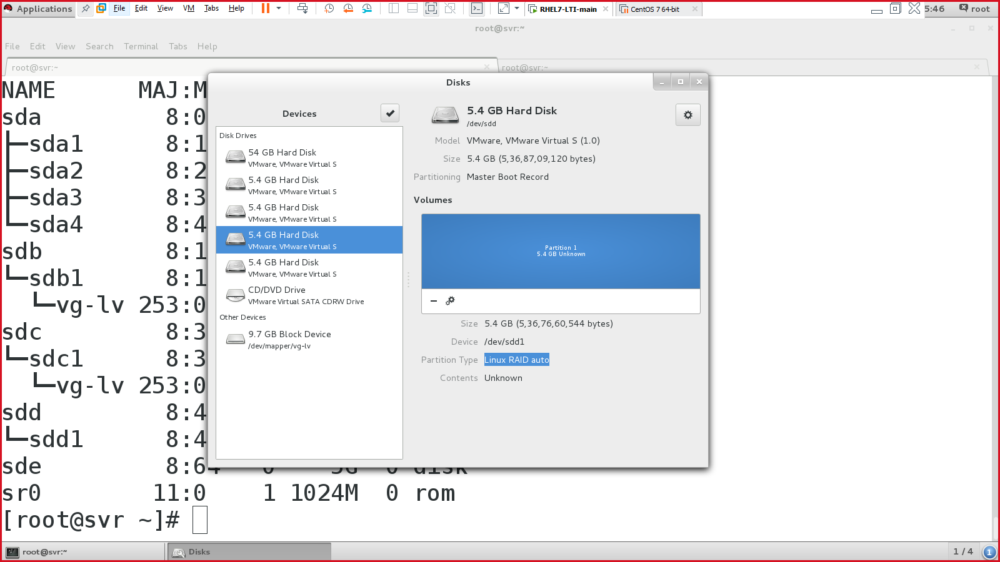 Applications File Edit View VM Tabs Help RHEL7-LTI-main CentOS 7 64-bit 5:46 root
root@svr:~
File Edit View Search Terminal Tabs Help
root@svr:~ root@svr:~
Disks
Devices
Disk Drives
54 GB Hard Disk
VMware, VMware Virtual S
5.4 GB Hard Disk
VMware, VMware Virtual S
5.4 GB Hard Disk
VMware, VMware Virtual S
5.4 GB Hard Disk
VMware, VMware Virtual S
5.4 GB Hard Disk
VMware, VMware Virtual S
CD/DVD Drive
VMware Virtual SATA CDRW Drive
Other Devices
9.7 GB Block Device
/dev/mapper/vg-lv
5.4 GB Hard Disk
/dev/sdd
Model VMware, VMware Virtual S (1.0)
Size 5.4 GB (5,36,87,09,120 bytes)
Partitioning Master Boot Record
Volumes
Partition 1
5.4 GB Unknown
Size 5.4 GB (5,36,76,60,544 bytes)
Device /dev/sdd1
Partition Type Linux RAID auto
Contents Unknown
NAME MAJ:M
sda 8:0
├─sda1 8:1
├─sda2 8:2
├─sda3 8:3
└─sda4 8:4
sdb 8:1
└─sdb1 8:1
└─vg-lv 253:0
sdc 8:3
└─sdc1 8:3
└─vg-lv 253:0
sdd 8:4
└─sdd1 8:4
sde 8:64 0 5G 0 disk
sr0 11:0 1 1024M 0 rom
[root@svr ~]#
root@svr:~ Disks 1 / 4 1